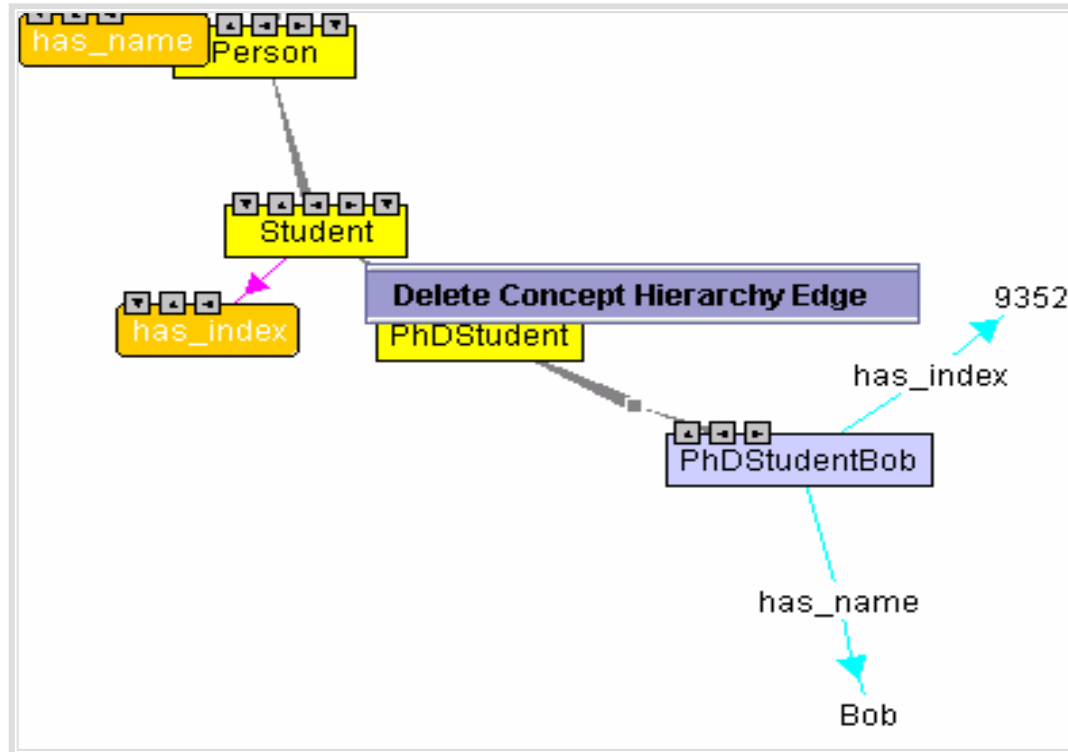 has_name
Person
Student
Delete Concept Hierarchy Edge
9352
has_index
PhDStudent
has_index
PhDStudentBob
has_name
Bob